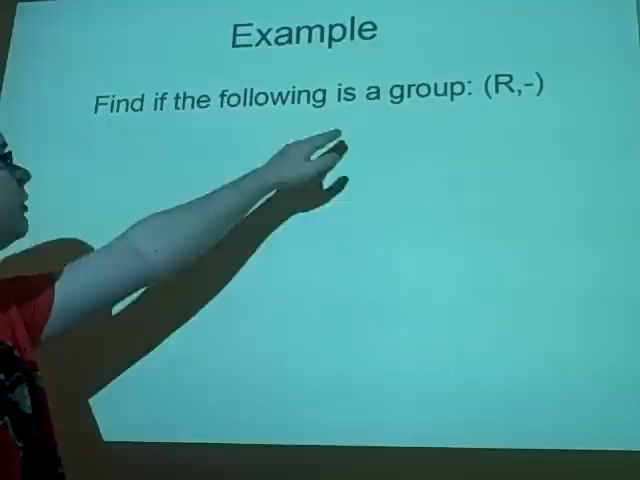 Example
Find if the following is a group: (R,-)